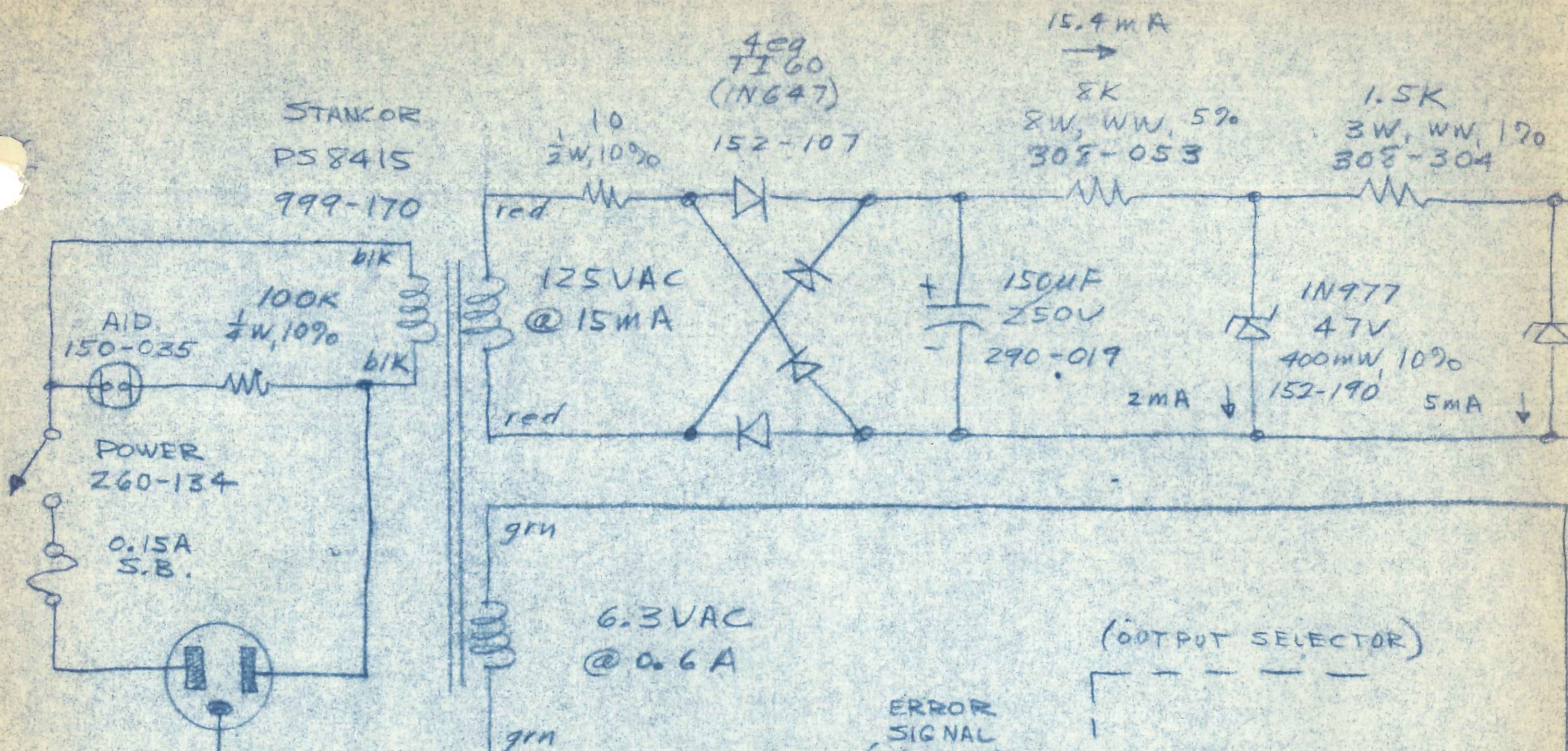 15.4mA
4eq
TI 60
(1N647)
152-107
8K
8W, WW, 5%
308-053
1.5K
3W, WW, 1%
308-304
STANCOR
PS 8415
999-170
10
½W, 10%
red
blk
125VAC
@ 15mA
100K
¼W, 10%
A1D
150-035
blk
150µF
250V
290-019
+
-
1N977
47V
400mW, 10%
152-190
2mA
5mA
red
POWER
260-134
0.15A
S.B.
grn
6.3VAC
@ 0.6A
(OUTPUT SELECTOR)
ERROR
SIGNAL
grn